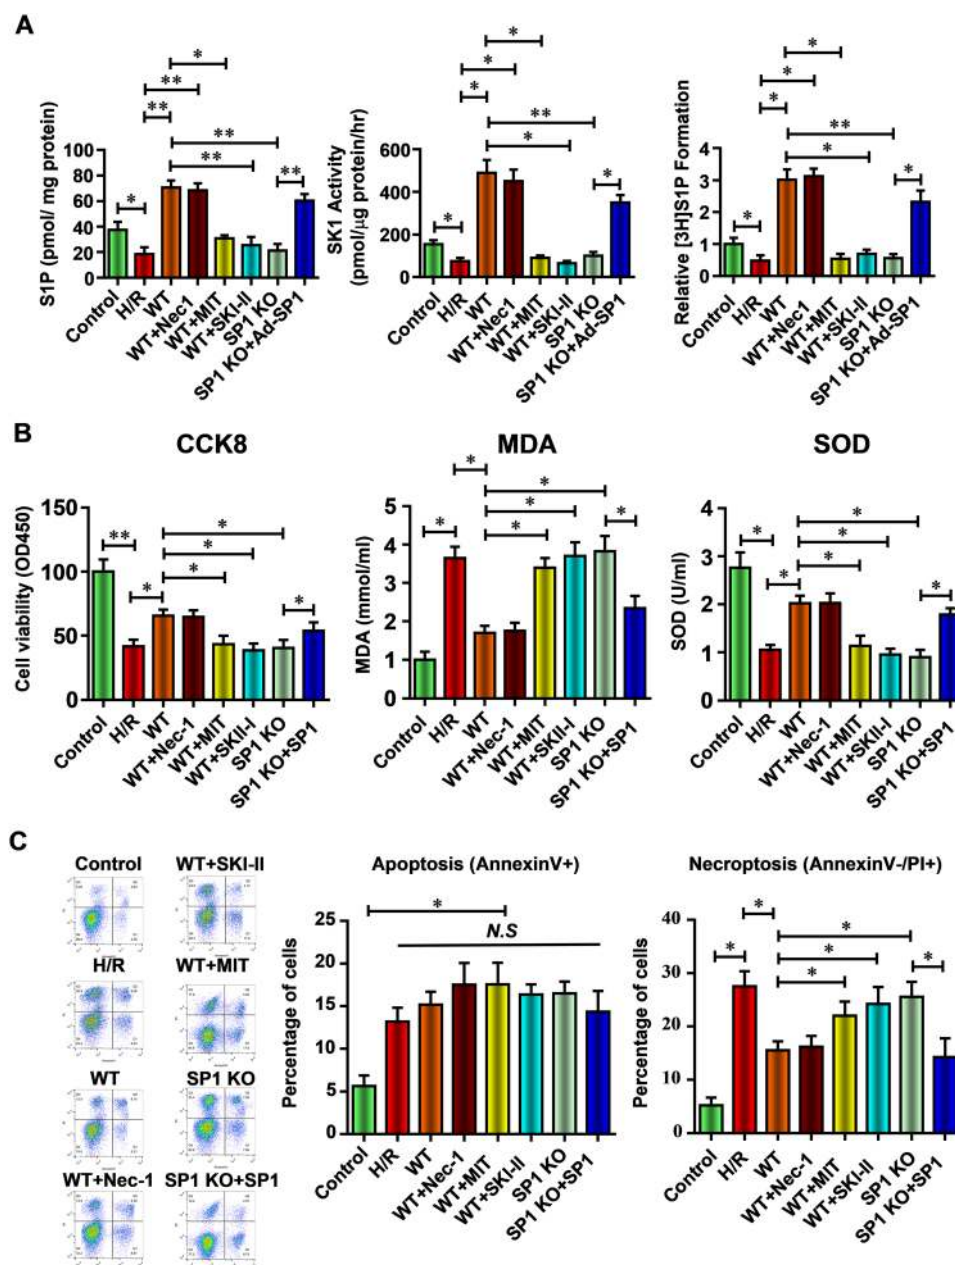 A
S1P (pmol/ mg protein)
100
80
60
40
20
0
*
**
**
*
**
**
**
Control
H/R
WT
WT+Nec1
WT+MIT
WT+SKI-II
SP1 KO
SP1 KO+Ad-SP1
SK1 Activity
(pmol/μg protein/hr)
600
400
200
0
*
*
*
*
**
*
*
Control
H/R
WT
WT+Nec1
WT+MIT
WT+SKI-II
SP1 KO
SP1 KO+Ad-SP1
Relative [3H]S1P Formation
4
3
2
1
0
*
*
*
*
**
*
*
Control
H/R
WT
WT+Nec1
WT+MIT
WT+SKI-II
SP1 KO
SP1 KO+Ad-SP1
B
CCK8
Cell viability (OD450)
150
100
50
0
**
*
*
*
*
*
Control
H/R
WT
WT+Nec-1
WT+MIT
WT+SKII-I
SP1 KO
SP1 KO+SP1
MDA
MDA (mmol/ml)
5
4
3
2
1
0
*
*
*
*
*
*
Control
H/R
WT
WT+Nec-1
WT+MIT
WT+SKII-I
SP1 KO
SP1 KO+SP1
SOD
SOD (U/ml)
4
3
2
1
0
*
*
*
*
*
*
Control
H/R
WT
WT+Nec-1
WT+MIT
WT+SKII-I
SP1 KO
SP1 KO+SP1
C
Control
WT+SKI-II
H/R
WT+MIT
WT
SP1 KO
WT+Nec-1
SP1 KO+SP1
Apoptosis (AnnexinV+)
Percentage of cells
25
20
15
10
5
0
*
N.S
Control
H/R
WT
WT+Nec-1
WT+MIT
WT+SKI-II
SP1 KO
SP1 KO+SP1
Necroptosis (AnnexinV-/PI+)
Percentage of cells
40
30
20
10
0
*
*
*
*
*
*
Control
H/R
WT
WT+Nec-1
WT+MIT
WT+SKI-II
SP1 KO
SP1 KO+SP1